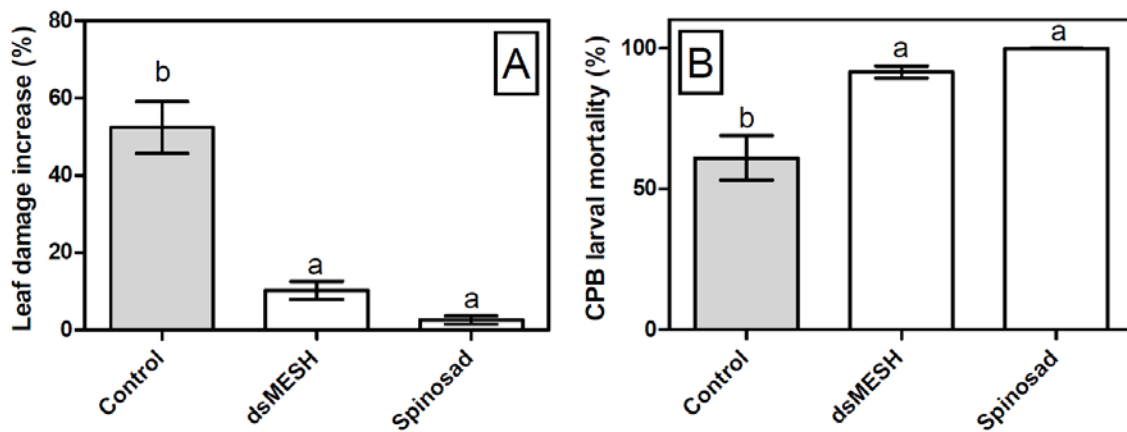 Leaf damage increase (%)
80
60
40
20
0
A
b
a
a
Control
dsMESH
Spinosad
CPB larval mortality (%)
100
50
0
B
b
a
a
Control
dsMESH
Spinosad